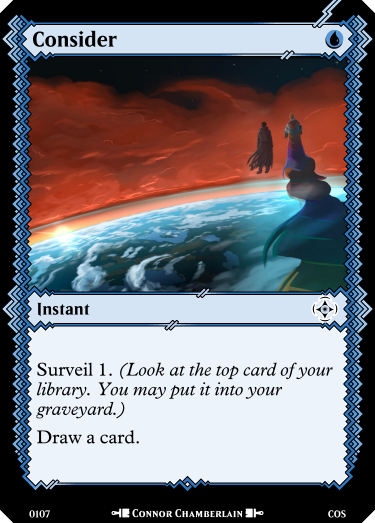 Consider
Instant
Surveil 1. (Look at the top card of your
library. You may put it into your
graveyard.)
Draw a card.
0107
Connor Chamberlain
COS